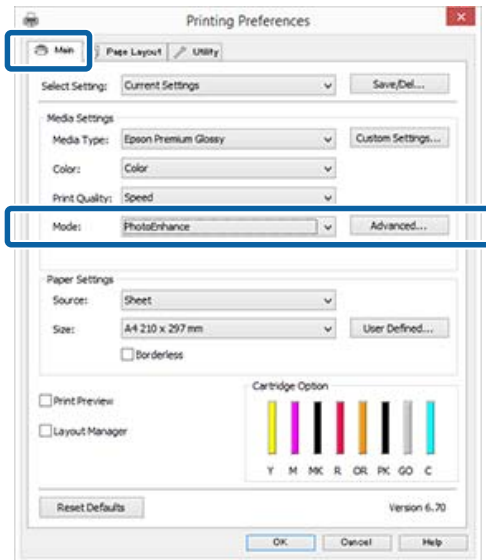 Printing Preferences
Main Page Layout Utility
Select Setting: Current Settings Save/Del...
Media Settings
Media Type: Epson Premium Glossy Custom Settings...
Color: Color
Print Quality: Speed
Mode: PhotoEnhance Advanced...
Paper Settings
Source: Sheet
Size: A4 210 x 297 mm User Defined...
Borderless
Cartridge Option
Print Preview
Layout Manager
Y M MK R OR PK GO C
Reset Defaults Version 6.70
OK Cancel Help